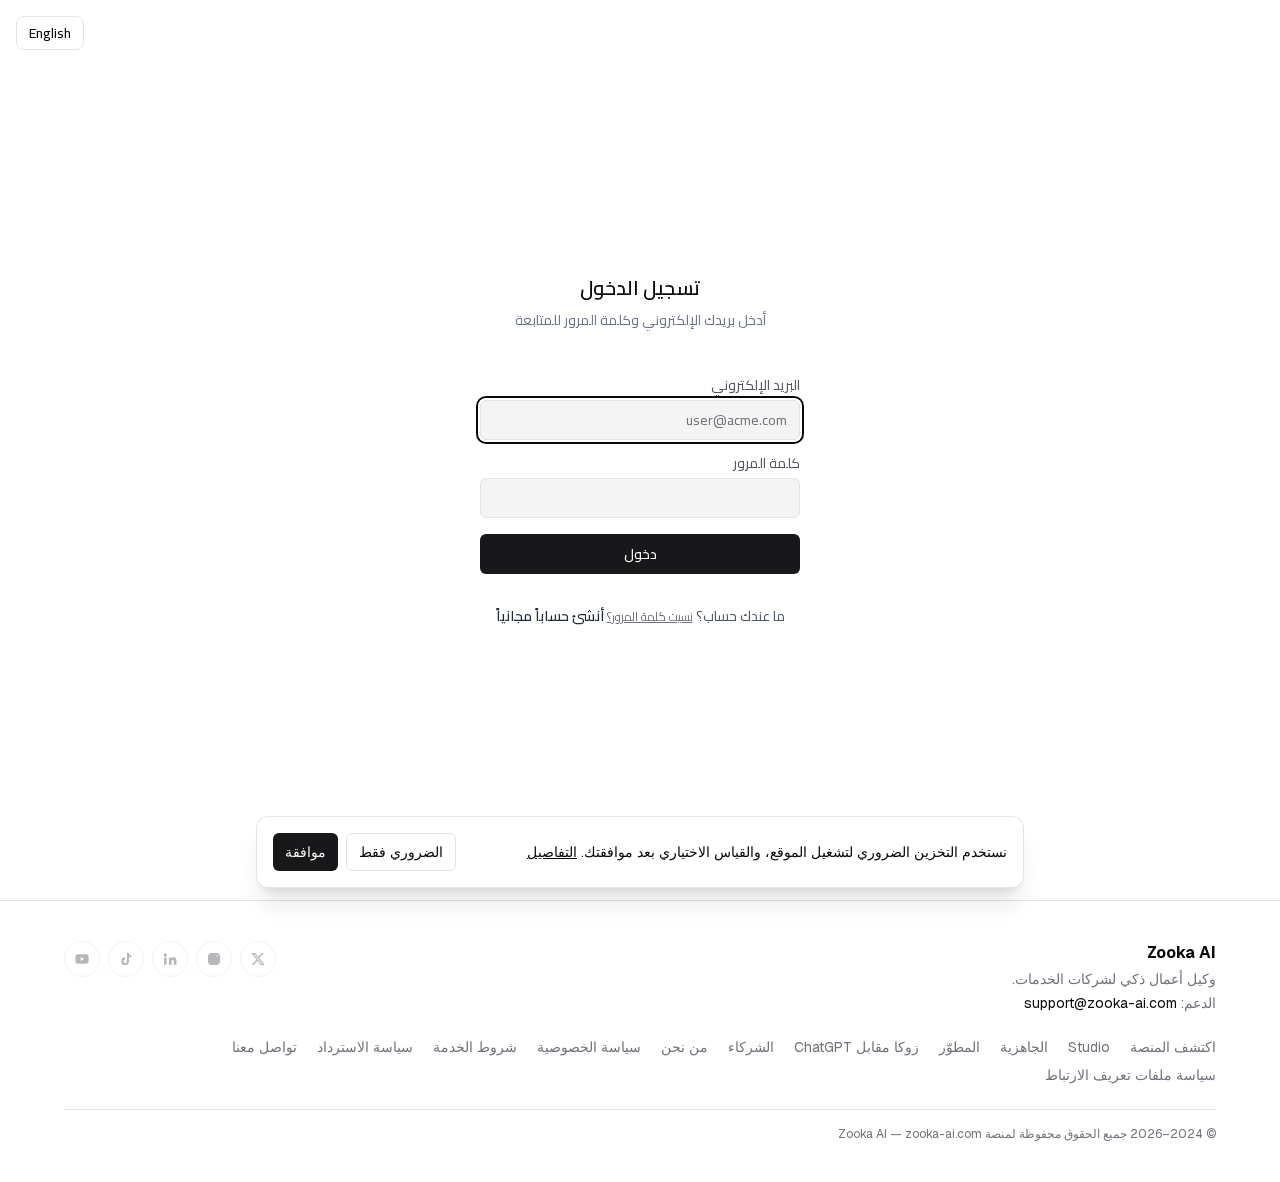 English
تسجيل الدخول
أدخل بريدك الإلكتروني وكلمة المرور للمتابعة
البريد الإلكتروني
user@acme.com
كلمة المرور
دخول
ما عندك حساب؟ نسيت كلمة المرور؟ أنشئ حساباً مجانياً
نستخدم التخزين الضروري لتشغيل الموقع، والقياس الاختياري بعد موافقتك. التفاصيل
الضروري فقط
موافقة
Zooka AI
وكيل أعمال ذكي لشركات الخدمات.
الدعم: support@zooka-ai.com
اكتشف المنصة Studio الجاهزية المطوّر زوكا مقابل ChatGPT الشركاء من نحن سياسة الخصوصية شروط الخدمة سياسة الاسترداد تواصل معنا
سياسة ملفات تعريف الارتباط
© 2024–2026 جميع الحقوق محفوظة لمنصة Zooka AI — zooka-ai.com